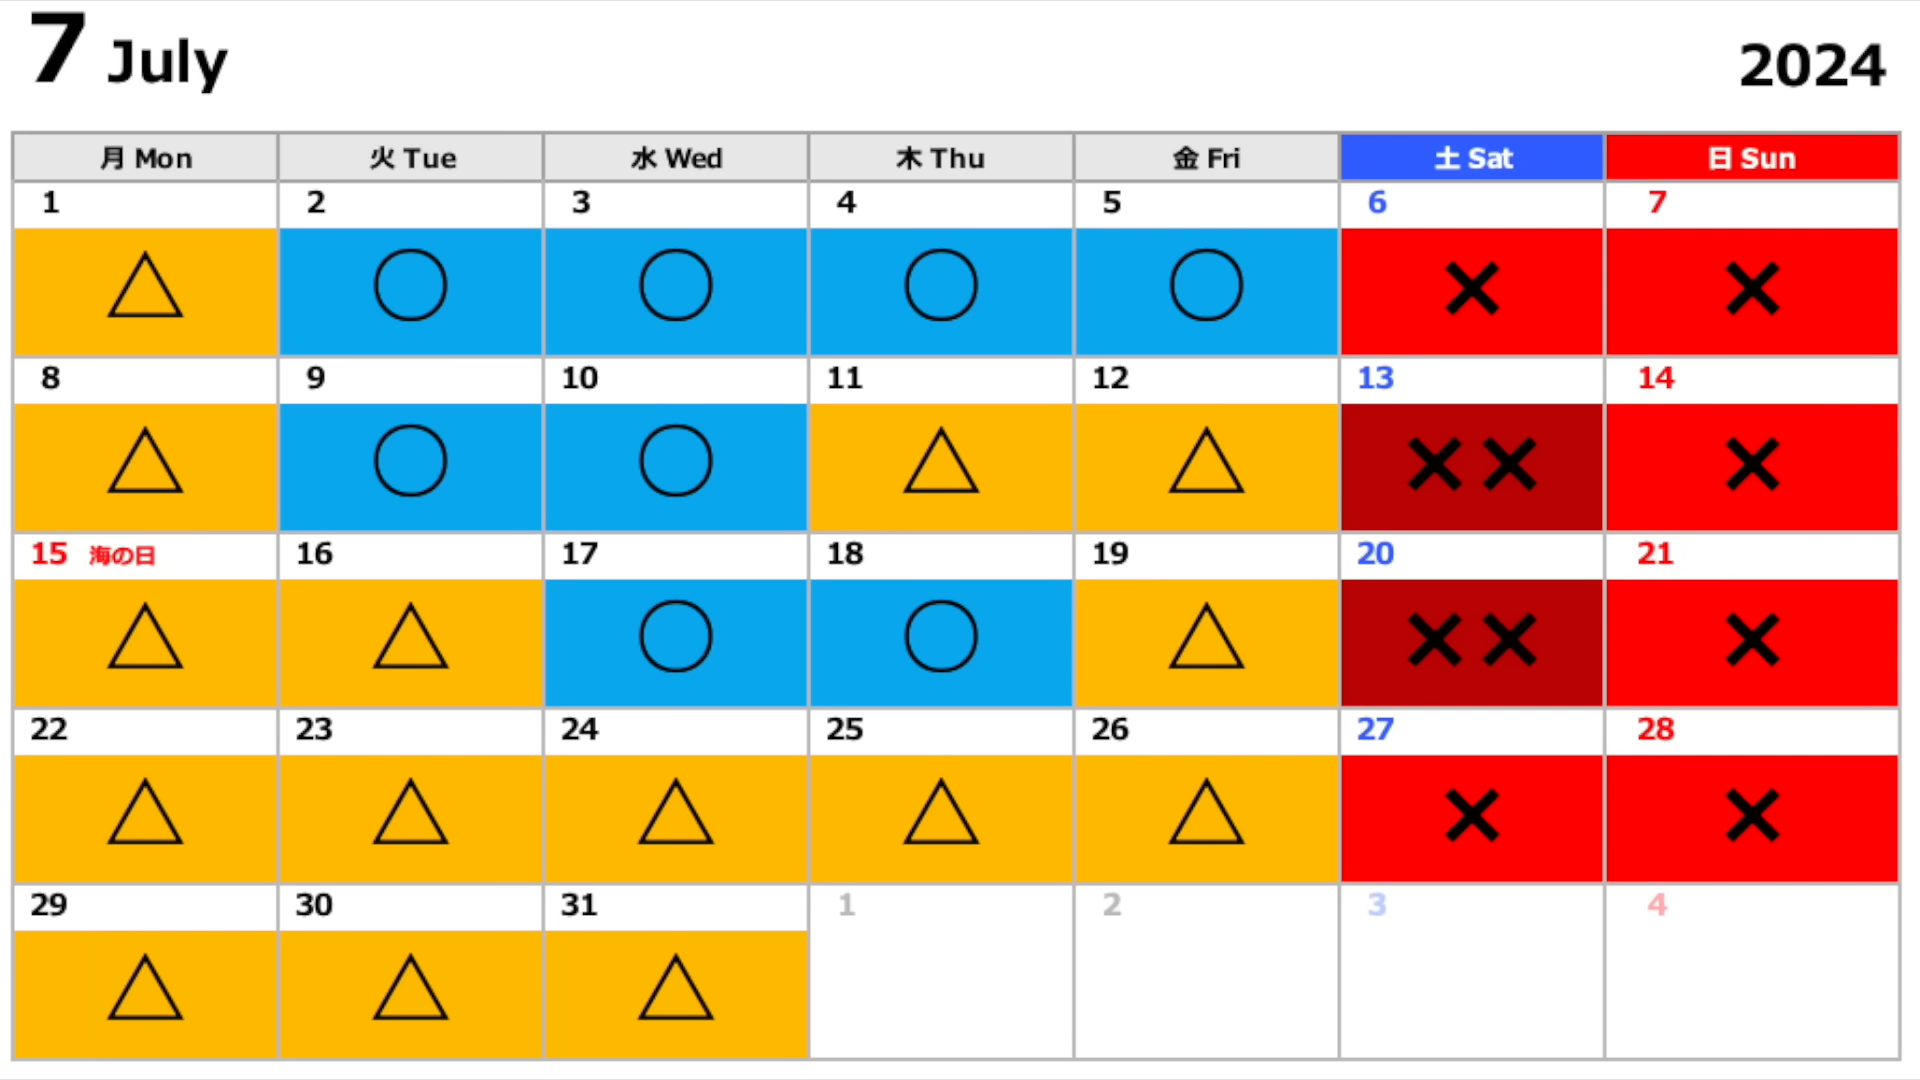 7 July 2024
月 Mon 火 Tue 水 Wed 木 Thu 金 Fri 土 Sat 日 Sun
1 2 3 4 5 6 7
△ ○ ○ ○ ○ × ×
8 9 10 11 12 13 14
△ ○ ○ △ △ ×× ×
15 海の日 16 17 18 19 20 21
△ △ ○ ○ △ ×× ×
22 23 24 25 26 27 28
△ △ △ △ △ × ×
29 30 31 1 2 3 4
△ △ △